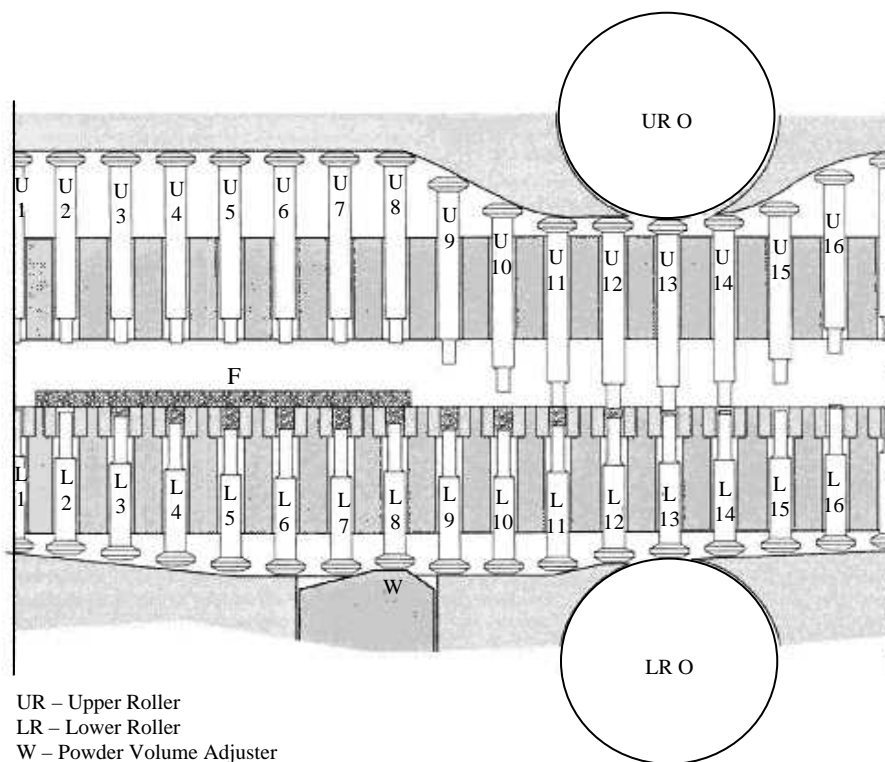 UR O
U 1
U 2
U 3
U 4
U 5
U 6
U 7
U 8
U 9
U 10
U 11
U 12
U 13
U 14
U 15
U 16
F
L 1
L 2
L 3
L 4
L 5
L 6
L 7
L 8
L 9
L 10
L 11
L 12
L 13
L 14
L 15
L 16
W
LR O
UR – Upper Roller
LR – Lower Roller
W – Powder Volume Adjuster